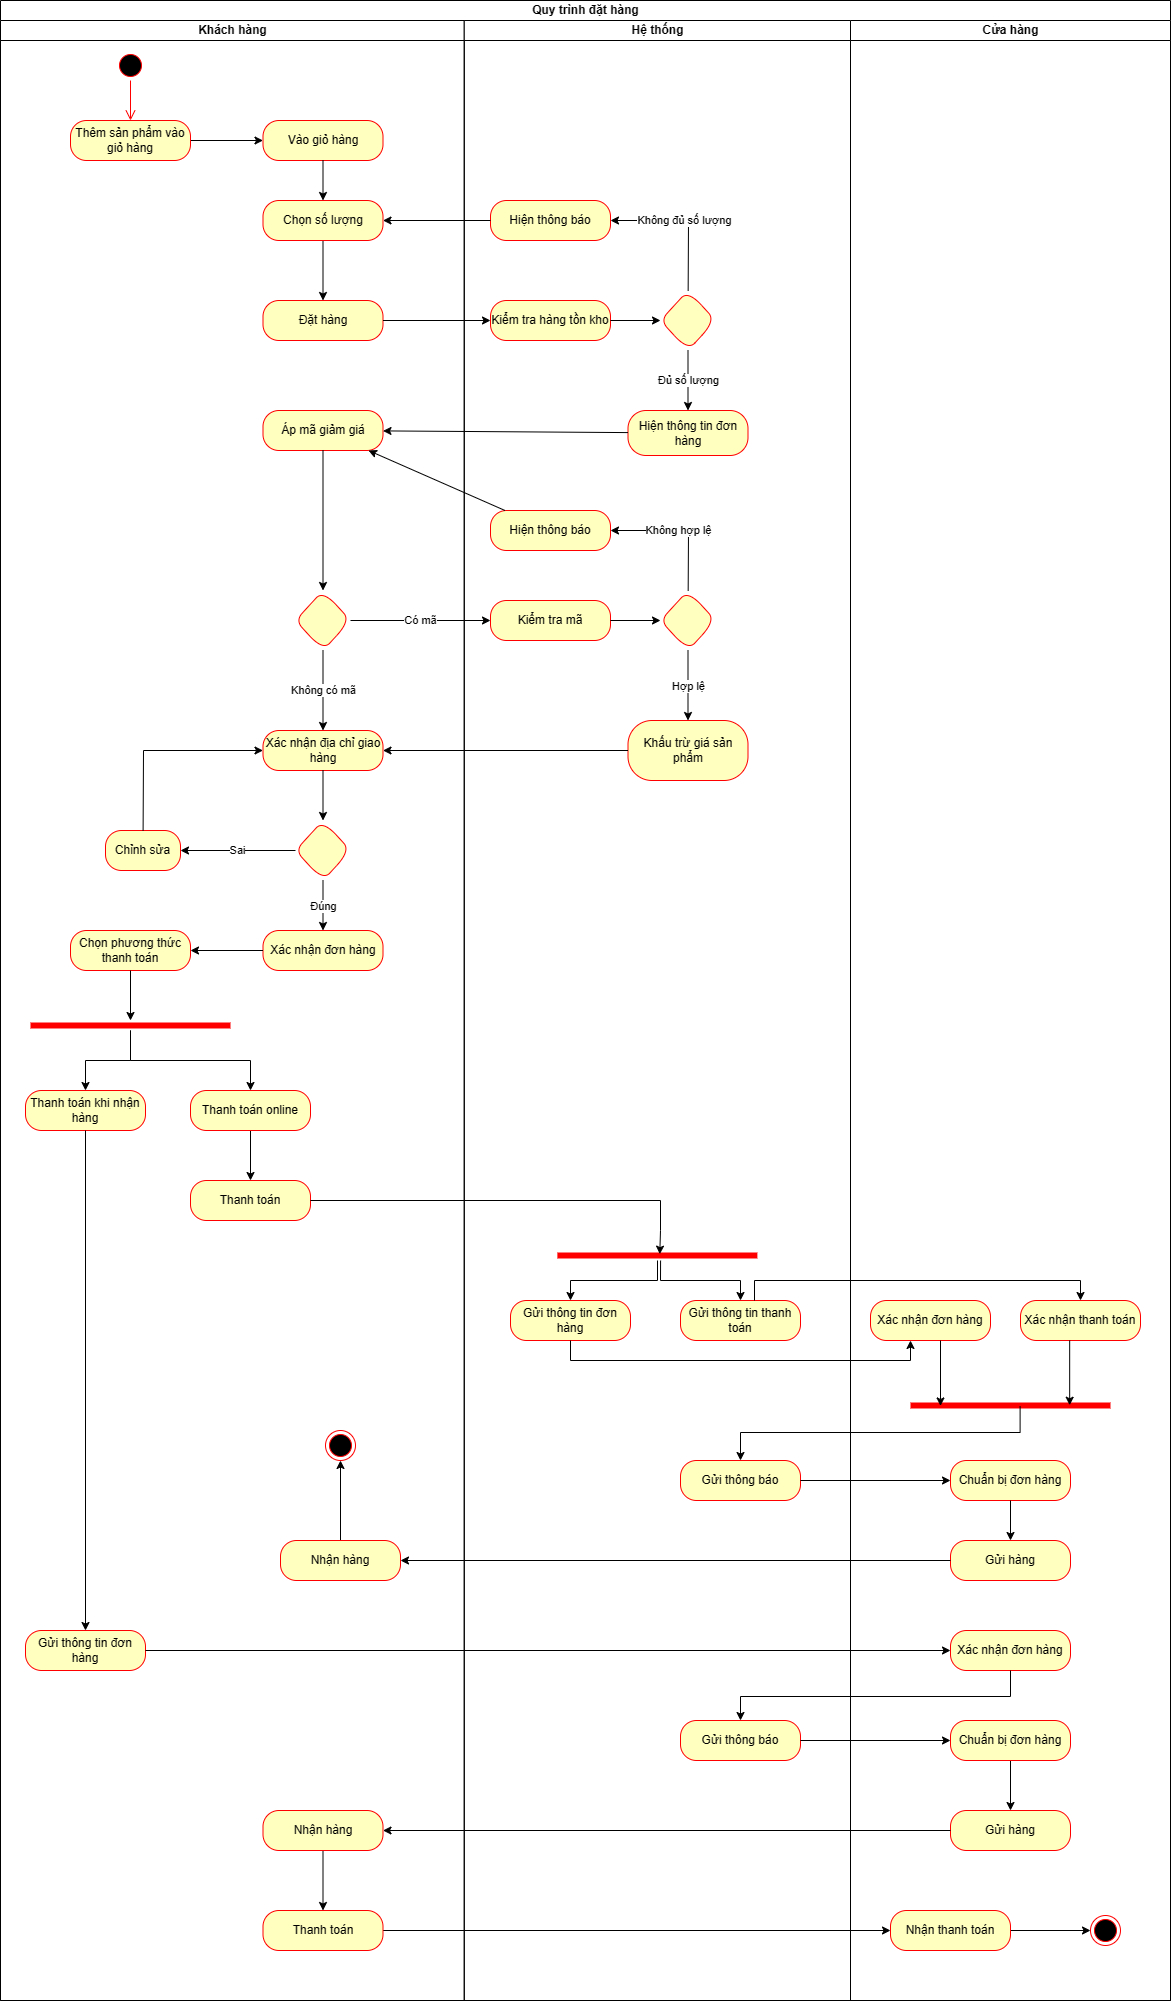 Quy trình đặt hàng
Khách hàng
Hệ thống
Cửa hàng
Thêm sản phẩm vào
giỏ hàng
Vào giỏ hàng
Chọn số lượng
Hiện thông báo
Không đủ số lượng
Đặt hàng
Kiểm tra hàng tồn kho
Đủ số lượng
Áp mã giảm giá
Hiện thông tin đơn
hàng
Hiện thông báo
Không hợp lệ
Có mã
Kiểm tra mã
Không có mã
Hợp lệ
Xác nhận địa chỉ giao
hàng
Khấu trừ giá sản
phẩm
Chỉnh sửa
Sai
Đúng
Chọn phương thức
thanh toán
Xác nhận đơn hàng
Thanh toán khi nhận
hàng
Thanh toán online
Thanh toán
Gửi thông tin đơn
hàng
Gửi thông tin thanh
toán
Xác nhận đơn hàng
Xác nhận thanh toán
Gửi thông báo
Chuẩn bị đơn hàng
Nhận hàng
Gửi hàng
Gửi thông tin đơn
hàng
Xác nhận đơn hàng
Gửi thông báo
Chuẩn bị đơn hàng
Nhận hàng
Gửi hàng
Thanh toán
Nhận thanh toán